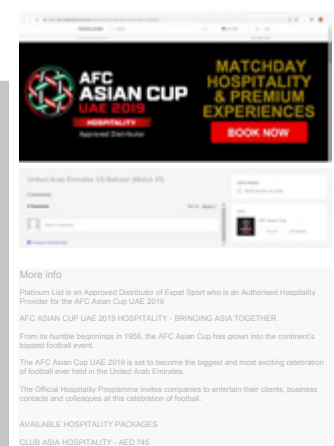 AFC
ASIAN CUP
UAE 2019
HOSPITALITY
Approved Distributor
MATCHDAY
HOSPITALITY
& PREMIUM
EXPERIENCES
BOOK NOW
United Arab Emirates VS Bahrain (Match #1)
Comments
More info
Platinum List is an Approved Distributor of Expat Sport who is an Authorised Hospitality
Provider for the AFC Asian Cup UAE 2019
AFC ASIAN CUP UAE 2019 HOSPITALITY - BRINGING ASIA TOGETHER
From its humble beginnings in 1956, the AFC Asian Cup has grown into the continent's
biggest football event.
The AFC Asian Cup UAE 2019 is set to become the biggest and most exciting celebration
of football ever held in the United Arab Emirates.
The Official Hospitality Programme invites companies to entertain their clients, business
contacts and colleagues at this celebration of football.
AVAILABLE HOSPITALITY PACKAGES
CLUB ASIA HOSPITALITY - AED 745